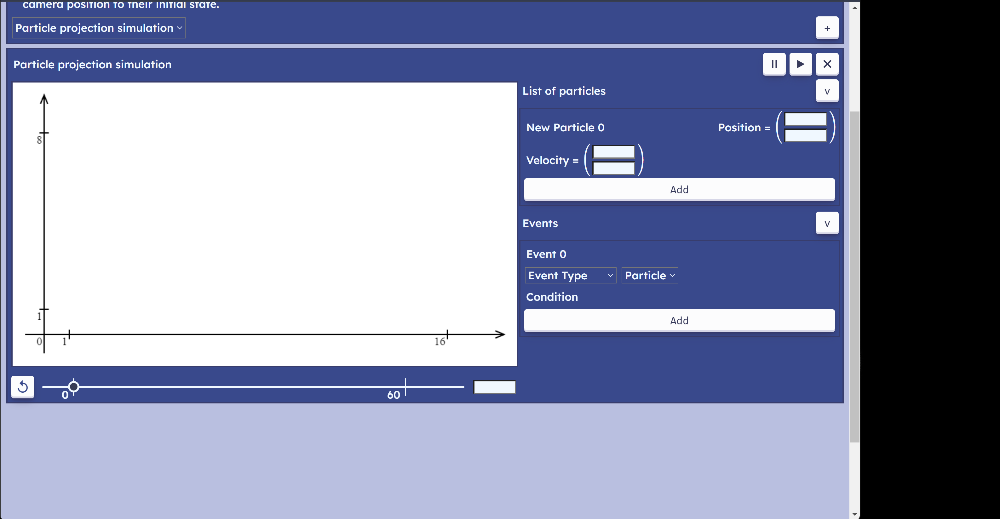 camera position to their initial state.
Particle projection simulation
+
Particle projection simulation
List of particles
v
8
New Particle 0
Position =
Velocity =
Add
Events
v
Event 0
Event Type
Particle
Condition
1
Add
0
1
16
0
60